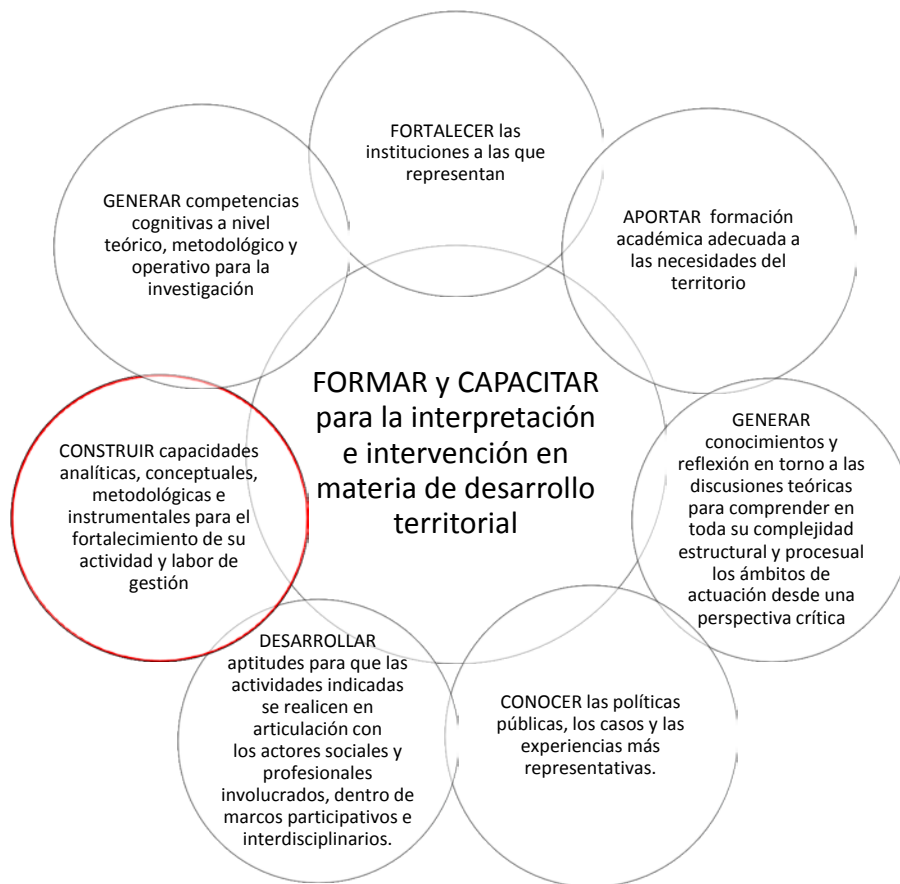 FORTALECER las
instituciones a las que
representan
APORTAR formación
académica adecuada a
las necesidades del
territorio
GENERAR
conocimientos y
reflexión en torno a las
discusiones teóricas
para comprender en
toda su complejidad
estructural y procesual
los ámbitos de
actuación desde una
perspectiva crítica
CONOCER las políticas
públicas, los casos y las
experiencias más
representativas.
DESARROLLAR
aptitudes para que las
actividades indicadas
se realicen en
articulación con
los actores sociales y
profesionales
involucrados, dentro de
marcos participativos e
interdisciplinarios.
CONSTRUIR capacidades
analíticas, conceptuales,
metodológicas e
instrumentales para el
fortalecimiento de su
actividad y labor de
gestión
GENERAR competencias
cognitivas a nivel
teórico, metodológico y
operativo para la
investigación
FORMAR y CAPACITAR
para la interpretación
e intervención en
materia de desarrollo
territorial